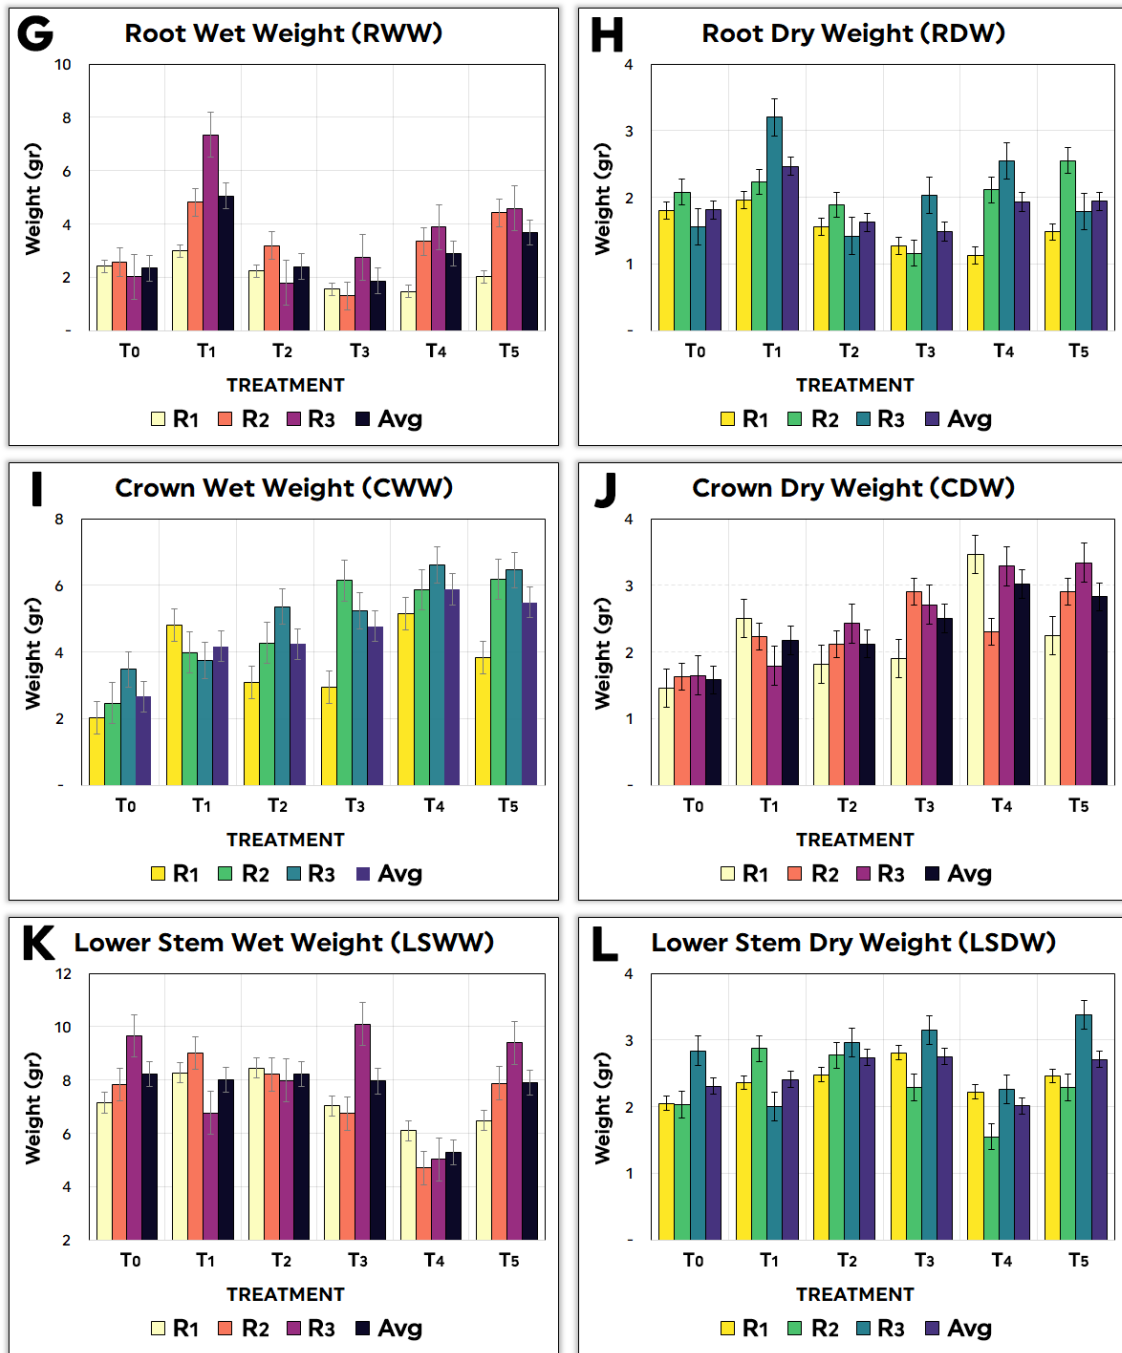 G Root Wet Weight (RWW)
10
8
6
4
2
-
Weight (gr)
T0 T1 T2 T3 T4 T5
TREATMENT
R1 R2 R3 Avg
H Root Dry Weight (RDW)
4
3
2
1
-
Weight (gr)
T0 T1 T2 T3 T4 T5
TREATMENT
R1 R2 R3 Avg
I Crown Wet Weight (CWW)
8
6
4
2
-
Weight (gr)
T0 T1 T2 T3 T4 T5
TREATMENT
R1 R2 R3 Avg
J Crown Dry Weight (CDW)
4
3
2
1
-
Weight (gr)
T0 T1 T2 T3 T4 T5
TREATMENT
R1 R2 R3 Avg
K Lower Stem Wet Weight (LSWW)
12
10
8
6
4
2
Weight (gr)
T0 T1 T2 T3 T4 T5
TREATMENT
R1 R2 R3 Avg
L Lower Stem Dry Weight (LSDW)
4
3
2
1
-
Weight (gr)
T0 T1 T2 T3 T4 T5
TREATMENT
R1 R2 R3 Avg